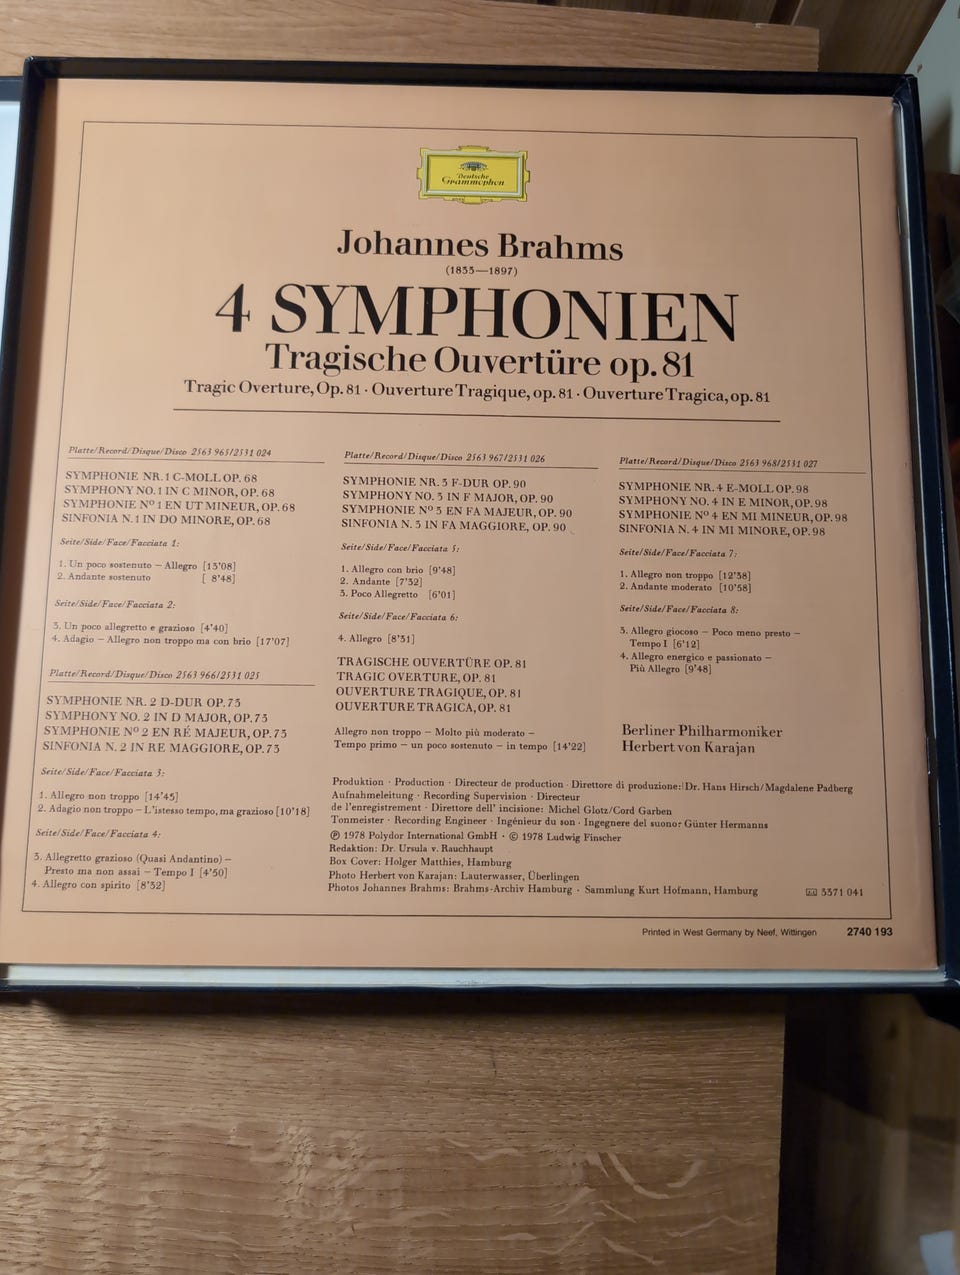 Deutsche
Grammophon
Johannes Brahms
(1833—1897)
4 SYMPHONIEN
Tragische Ouvertüre op. 81
Tragic Overture, Op. 81 · Ouverture Tragique, op. 81 · Ouverture Tragica, op. 81
Platte/Record/Disque/Disco 2563 965/2531 024
SYMPHONIE NR. 1 C-MOLL OP. 68
SYMPHONY NO. 1 IN C MINOR, OP. 68
SYMPHONIE Nº 1 EN UT MINEUR, OP. 68
SINFONIA N. 1 IN DO MINORE, OP. 68
Seite/Side/Face/Facciata 1:
1. Un poco sostenuto – Allegro [13'08]
2. Andante sostenuto [ 8'48]
Seite/Side/Face/Facciata 2:
3. Un poco allegretto e grazioso [4'40]
4. Adagio – Allegro non troppo ma con brio [17'07]
Platte/Record/Disque/Disco 2563 966/2531 025
SYMPHONIE NR. 2 D-DUR OP. 73
SYMPHONY NO. 2 IN D MAJOR, OP. 73
SYMPHONIE Nº 2 EN RÉ MAJEUR, OP. 73
SINFONIA N. 2 IN RE MAGGIORE, OP. 73
Seite/Side/Face/Facciata 3:
1. Allegro non troppo [14'45]
2. Adagio non troppo – L'istesso tempo, ma grazioso [10'18]
Seite/Side/Face/Facciata 4:
3. Allegretto grazioso (Quasi Andantino) –
Presto ma non assai – Tempo I [4'50]
4. Allegro con spirito [8'32]
Platte/Record/Disque/Disco 2563 967/2531 026
SYMPHONIE NR. 3 F-DUR OP. 90
SYMPHONY NO. 3 IN F MAJOR, OP. 90
SYMPHONIE Nº 3 EN FA MAJEUR, OP. 90
SINFONIA N. 3 IN FA MAGGIORE, OP. 90
Seite/Side/Face/Facciata 5:
1. Allegro con brio [9'48]
2. Andante [7'32]
3. Poco Allegretto [6'01]
Seite/Side/Face/Facciata 6:
4. Allegro [8'31]
TRAGISCHE OUVERTÜRE OP. 81
TRAGIC OVERTURE, OP. 81
OUVERTURE TRAGIQUE, OP. 81
OUVERTURE TRAGICA, OP. 81
Allegro non troppo – Molto più moderato –
Tempo primo – un poco sostenuto – in tempo [14'22]
Platte/Record/Disque/Disco 2563 968/2531 027
SYMPHONIE NR. 4 E-MOLL OP. 98
SYMPHONY NO. 4 IN E MINOR, OP. 98
SYMPHONIE Nº 4 EN MI MINEUR, OP. 98
SINFONIA N. 4 IN MI MINORE, OP. 98
Seite/Side/Face/Facciata 7:
1. Allegro non troppo [12'58]
2. Andante moderato [10'58]
Seite/Side/Face/Facciata 8:
3. Allegro giocoso – Poco meno presto –
Tempo I [6'12]
4. Allegro energico e passionato –
Più Allegro [9'48]
Berliner Philharmoniker
Herbert von Karajan
Produktion · Production · Directeur de production · Direttore di produzione: Dr. Hans Hirsch/Magdalene Padberg
Aufnahmeleitung · Recording Supervision · Directeur
de l'enregistrement · Direttore dell' incisione: Michel Glotz/Cord Garben
Tonmeister · Recording Engineer · Ingénieur du son · Ingegnere del suono: Günter Hermanns
℗ 1978 Polydor International GmbH · © 1978 Ludwig Finscher
Redaktion: Dr. Ursula v. Rauchhaupt
Box Cover: Holger Matthies, Hamburg
Photo Herbert von Karajan: Lauterwasser, Überlingen
Photos Johannes Brahms: Brahms-Archiv Hamburg · Sammlung Kurt Hofmann, Hamburg
3371 041
Printed in West Germany by Neef, Wittingen 2740 193